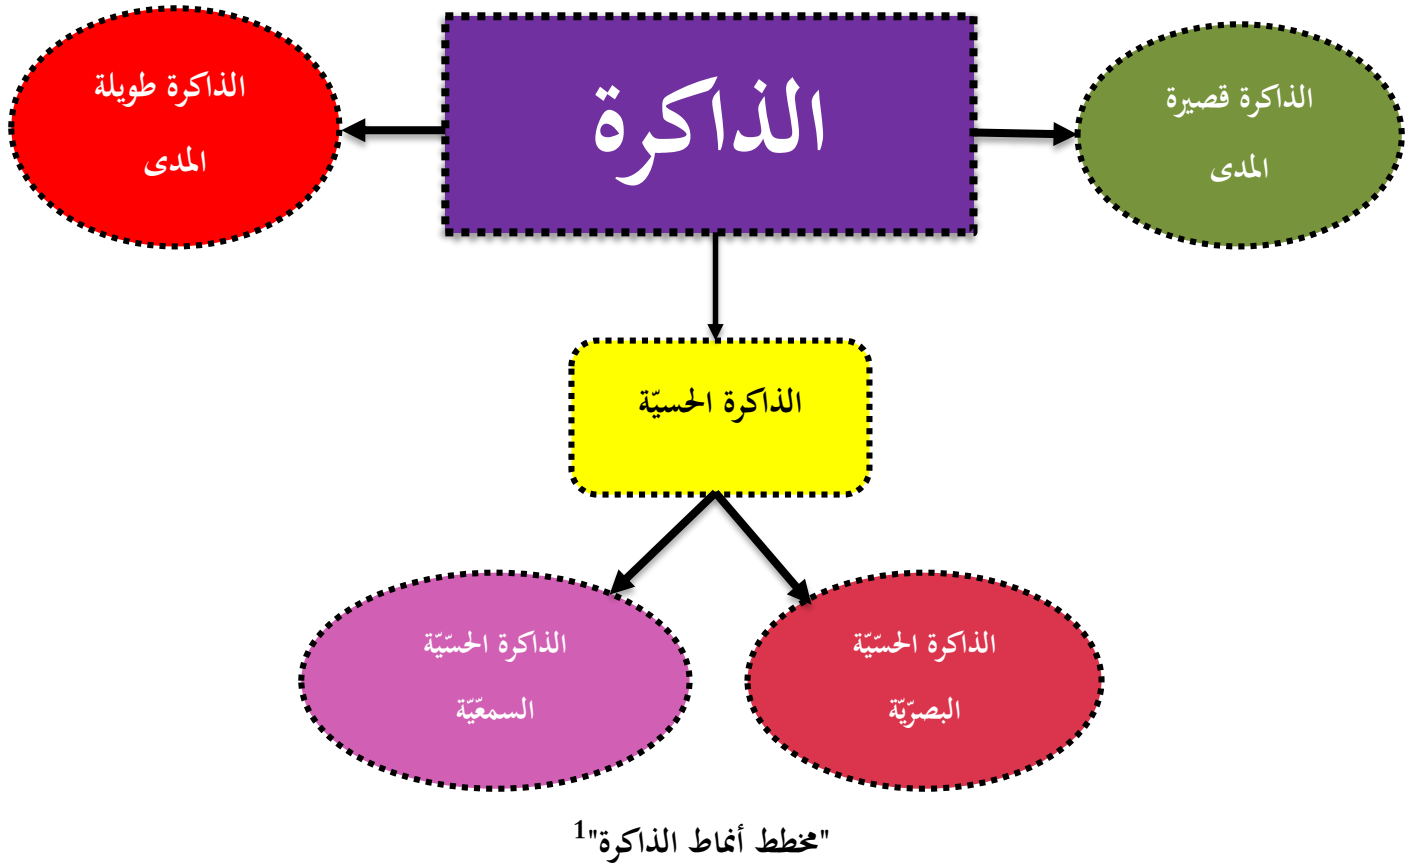 الذاكرة
الذاكرة قصيرة
المدى
الذاكرة طويلة
المدى
الذاكرة الحسيّة
الذاكرة الحسّيّة
البصرّيّة
الذاكرة الحسّيّة
السمعّيّة
"مخطط أنماط الذاكرة"1